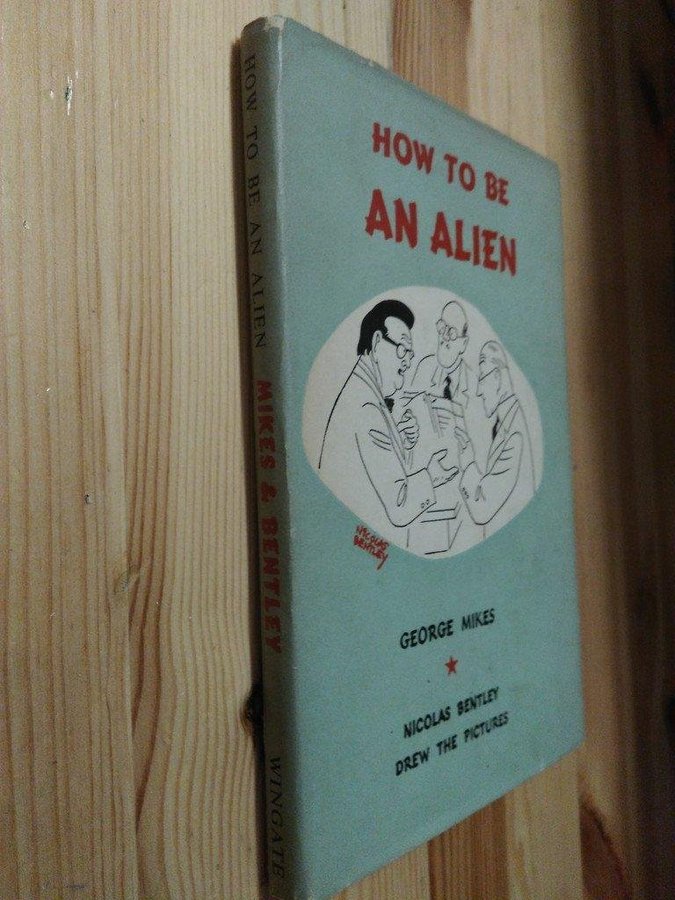 HOW TO BE AN ALIEN MIKES & BENTLEY WINGATE
HOW TO BE
AN ALIEN
NICOLAS
BENTLEY
GEORGE MIKES
NICOLAS BENTLEY
DREW THE PICTURES